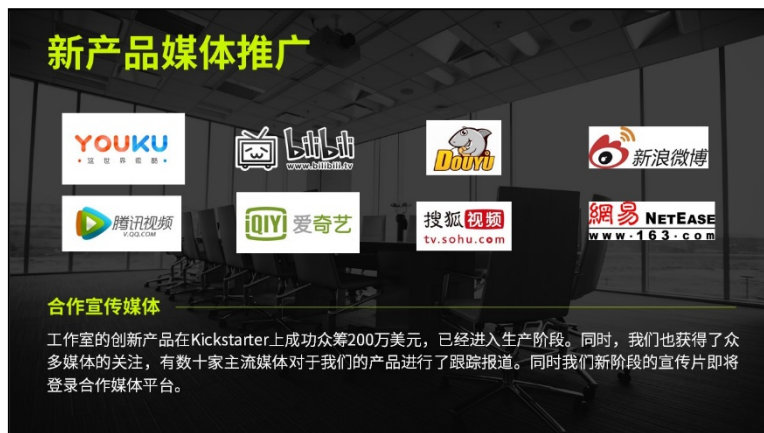 新产品媒体推广
YOUKU
这世界很酷
bilibili
www.bilibili.tv
DOUYU
新浪微博
腾讯视频
V.QQ.COM
iQIYI 爱奇艺
搜狐视频
tv.sohu.com
網易 NETEASE
www.163.com
合作宣传媒体
工作室的创新产品在Kickstarter上成功众筹200万美元，已经进入生产阶段。同时，我们也获得了众
多媒体的关注，有数十家主流媒体对于我们的产品进行了跟踪报道。同时我们新阶段的宣传片即将
登录合作媒体平台。